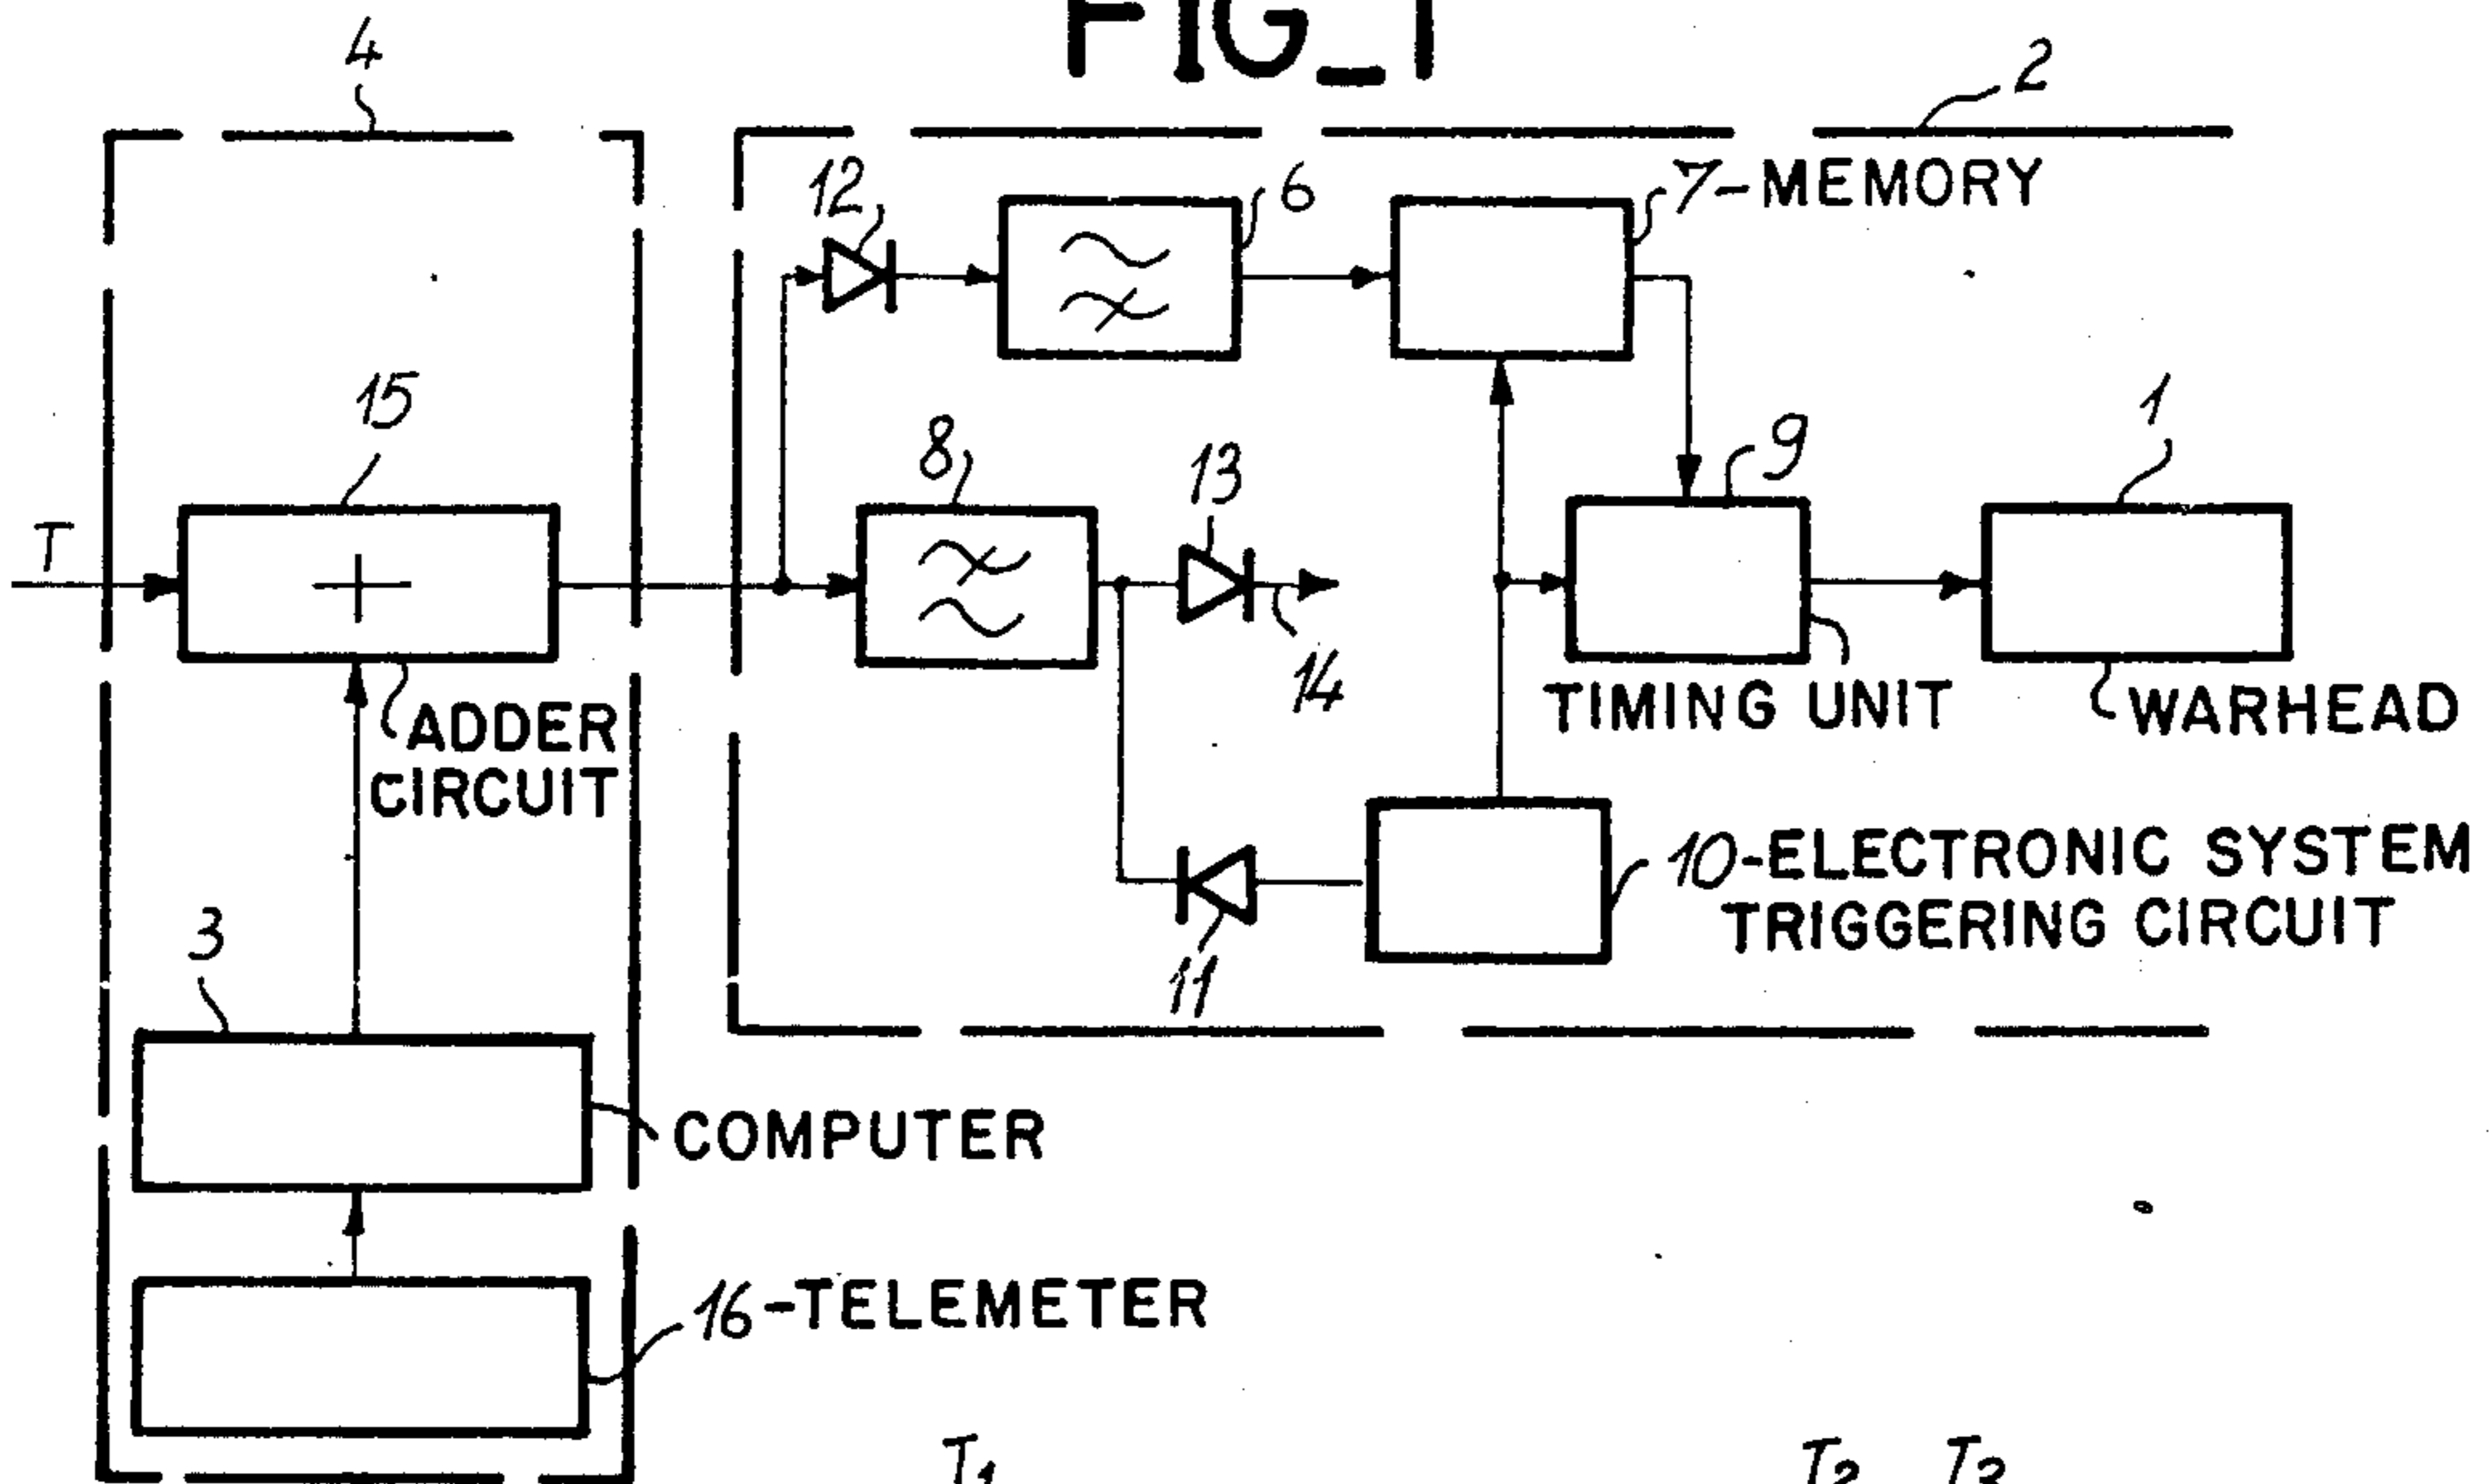 FIG_1
4
2
12
6
7-MEMORY
15
8
13
9
1
T
14
ADDER
CIRCUIT
TIMING UNIT
WARHEAD
3
11
10-ELECTRONIC SYSTEM
TRIGGERING CIRCUIT
COMPUTER
16-TELEMETER
T1
T2
T3